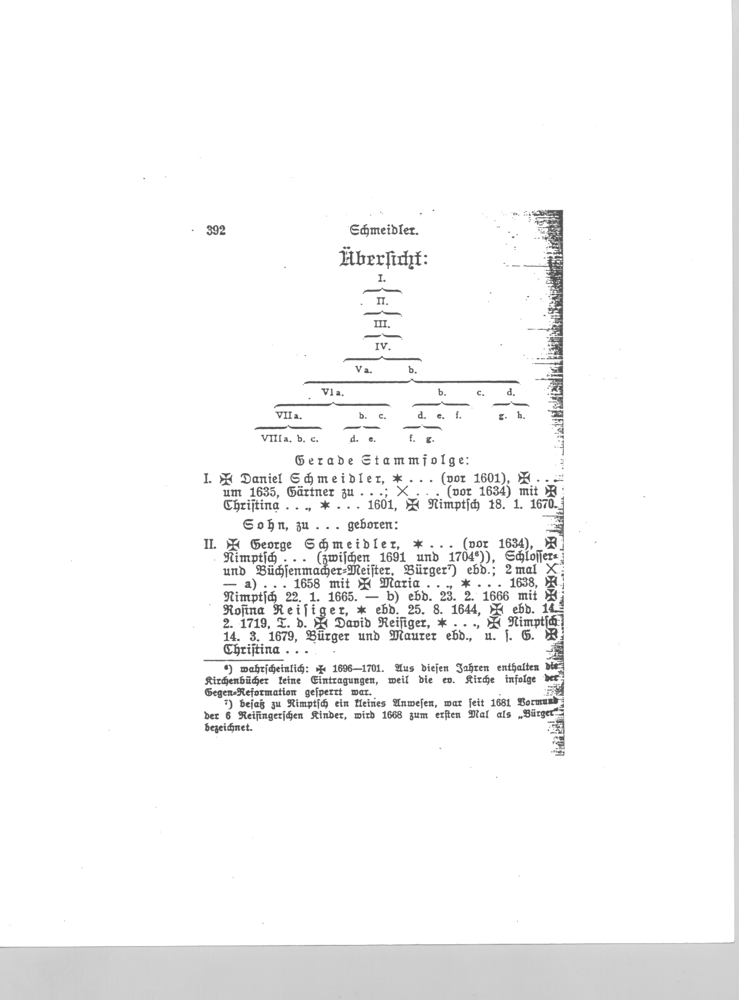 392 Schmeidler.
Übersicht:
I.
II.
III.
IV.
Va. b.
VIa. b. c. d.
VIIa. b. c. d. e. f. g. h.
VIIIa. b. c. d. e. f. g.
Gerade Stammfolge:
I. ✠ Daniel Schmeidler, ✶ . . . (vor 1601), ✠ . . .
um 1635, Gärtner zu . . .; ⚔ . . . (vor 1634) mit ✠
Christina . . ., ✶ . . . 1601, ✠ Nimptsch 18. 1. 1670.
Sohn, zu . . . geboren:
II. ✠ George Schmeidler, ✶ . . . (vor 1634), ✠
Nimptsch . . . (zwischen 1691 und 1704⁶)), Schlosser-
und Büchsenmacher-Meister, Bürger⁷) ebd.; 2 mal ⚔
— a) . . . 1658 mit ✠ Maria . . ., ✶ . . . 1638, ✠
Nimptsch 22. 1. 1665. — b) ebd. 23. 2. 1666 mit ✠
Rosina Reisiger, ✶ ebd. 25. 8. 1644, ✠ ebd. 14.
2. 1719, T. d. ✠ David Reisiger, ✶ . . ., ✠ Nimptsch
14. 3. 1679, Bürger und Maurer ebd., u. s. G. ✠
Christina . . .
⁶) wahrscheinlich: ✠ 1696—1701. Aus diesen Jahren enthalten die
Kirchenbücher keine Eintragungen, weil die ev. Kirche infolge der
Gegen-Reformation gesperrt war.
⁷) besaß zu Nimptsch ein kleines Anwesen, war seit 1681 Vormund
der 6 Reisingerschen Kinder, wird 1668 zum ersten Mal als „Bürger“
bezeichnet.